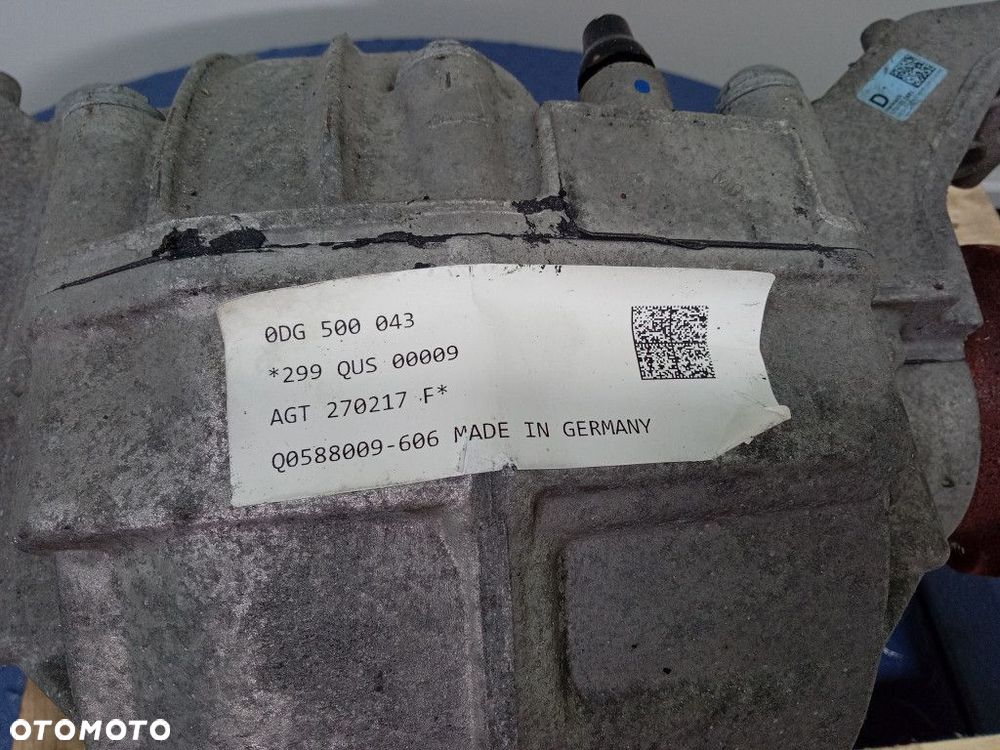 D
0DG 500 043
*299 QUS 00009
AGT 270217 F*
Q0588009-606 MADE IN GERMANY
OTOMOTO